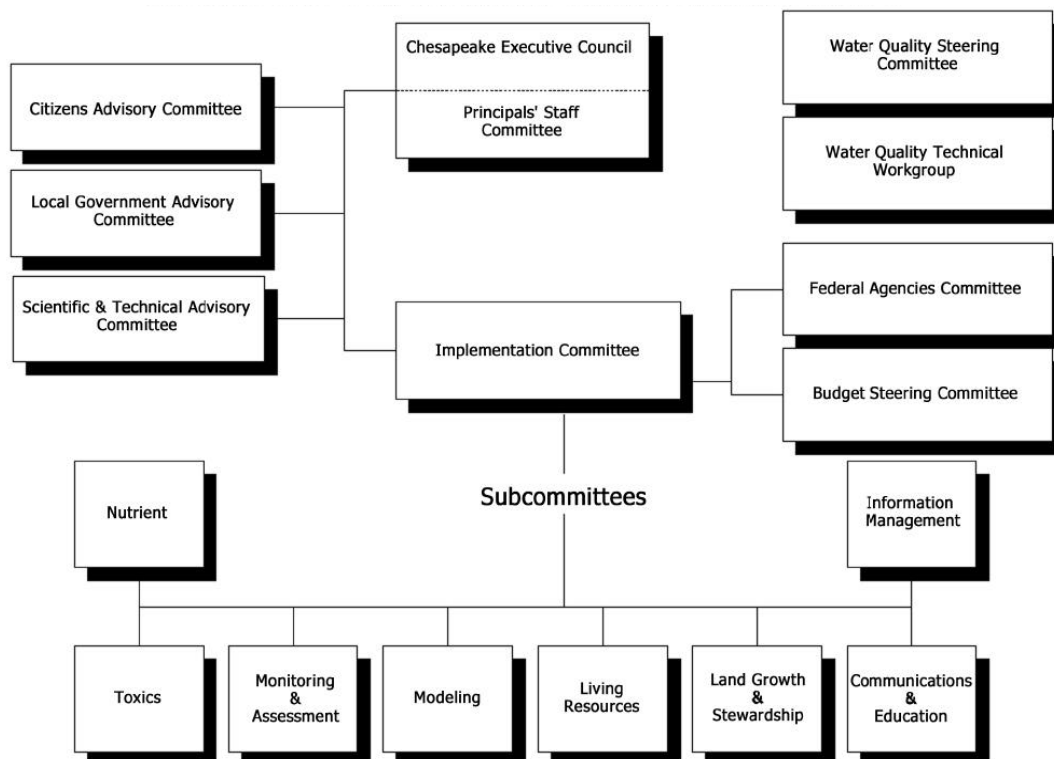 Chesapeake Executive Council
Principals' Staff
Committee
Water Quality Steering
Committee
Citizens Advisory Committee
Water Quality Technical
Workgroup
Local Government Advisory
Committee
Scientific & Technical Advisory
Committee
Federal Agencies Committee
Implementation Committee
Budget Steering Committee
Subcommittees
Nutrient
Information
Management
Toxics
Monitoring
&
Assessment
Modeling
Living
Resources
Land Growth
&
Stewardship
Communications
&
Education